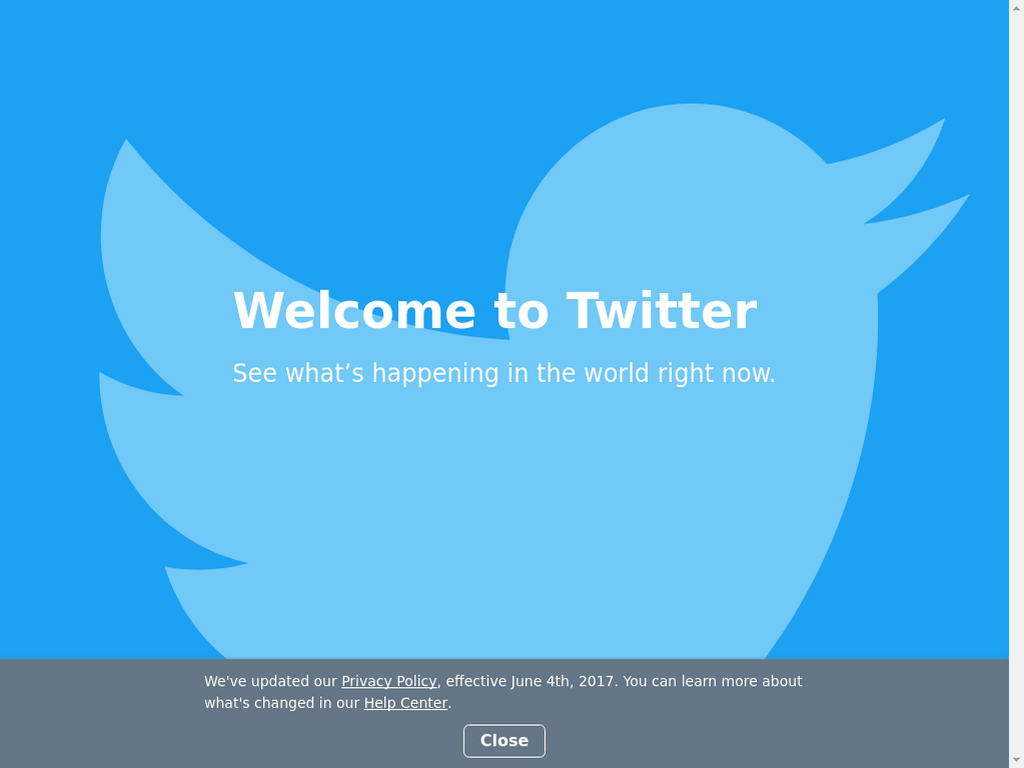 Welcome to Twitter
See what’s happening in the world right now.
We've updated our Privacy Policy, effective June 4th, 2017. You can learn more about
what's changed in our Help Center.
Close